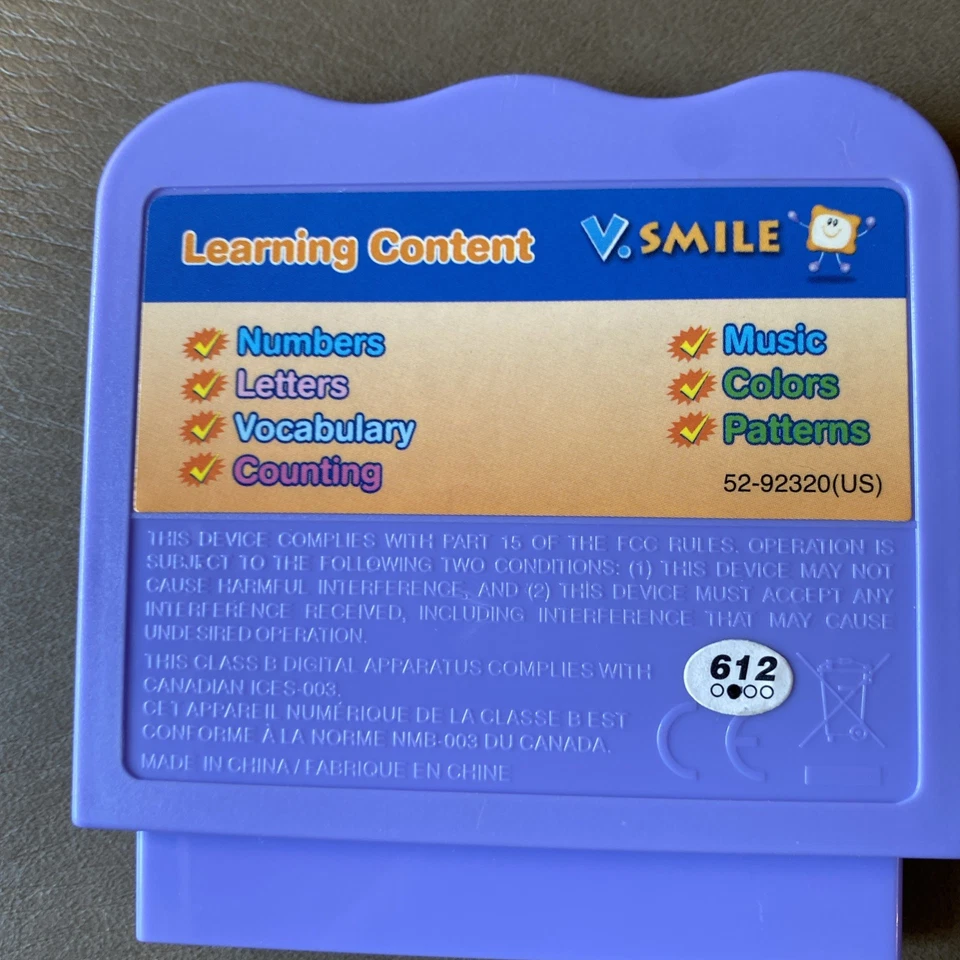 Learning Content
V.SMILE
Numbers
Letters
Vocabulary
Counting
Music
Colors
Patterns
52-92320(US)
THIS DEVICE COMPLIES WITH PART 15 OF THE FCC RULES. OPERATION IS
SUBJECT TO THE FOLLOWING TWO CONDITIONS: (1) THIS DEVICE MAY NOT
CAUSE HARMFUL INTERFERENCE, AND (2) THIS DEVICE MUST ACCEPT ANY
INTERFERENCE RECEIVED, INCLUDING INTERFERENCE THAT MAY CAUSE
UNDESIRED OPERATION.
THIS CLASS B DIGITAL APPARATUS COMPLIES WITH
CANADIAN ICES-003.
CET APPAREIL NUMÉRIQUE DE LA CLASSE B EST
CONFORME À LA NORME NMB-003 DU CANADA.
MADE IN CHINA / FABRIQUE EN CHINE
612
CE